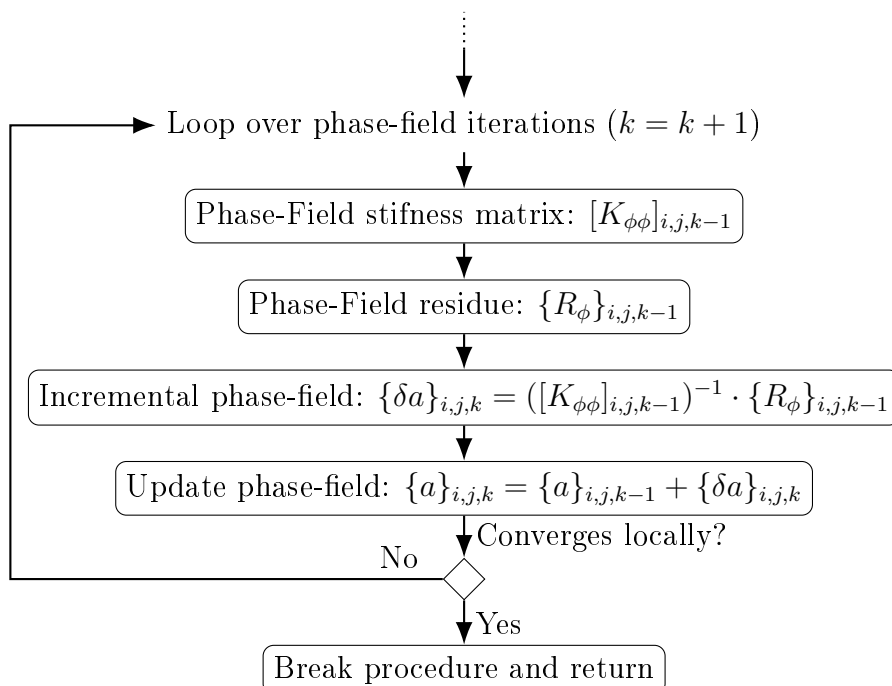 Loop over phase-field iterations (k = k + 1)
Phase-Field stifness matrix: [K_{ϕϕ}]_{i,j,k−1}
Phase-Field residue: {R_ϕ}_{i,j,k−1}
Incremental phase-field: {δa}_{i,j,k} = ([K_{ϕϕ}]_{i,j,k−1})^{−1} · {R_ϕ}_{i,j,k−1}
Update phase-field: {a}_{i,j,k} = {a}_{i,j,k−1} + {δa}_{i,j,k}
Converges locally?
No
Yes
Break procedure and return